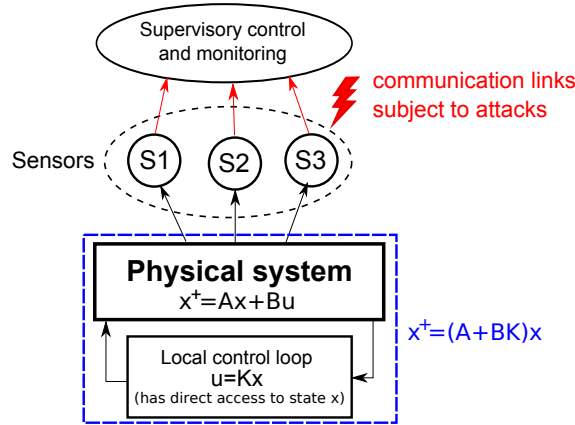 Supervisory control
and monitoring
communication links
subject to attacks
Sensors
S1
S2
S3
Physical system
x⁺=Ax+Bu
x⁺=(A+BK)x
Local control loop
u=Kx
(has direct access to state x)